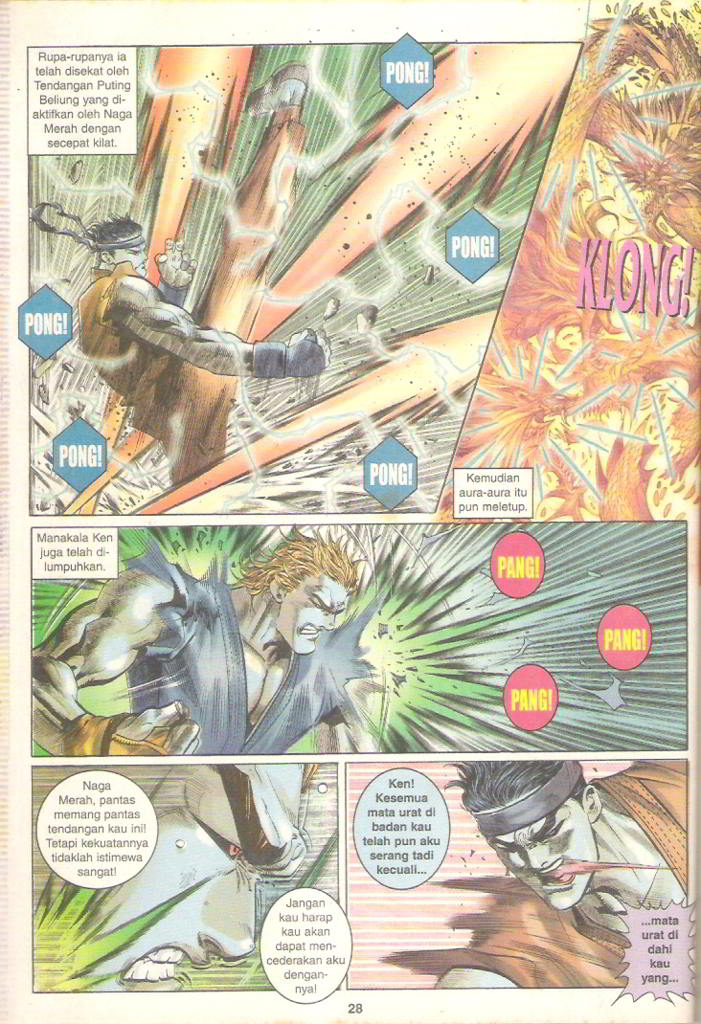 Rupa-rupanya ia
telah disekat oleh
Tendangan Puting
Beliung yang di-
aktifkan oleh Naga
Merah dengan
secepat kilat.
PONG!
PONG!
PONG!
PONG!
PONG!
KLONG!
Kemudian
aura-aura itu
pun meletup.
Manakala Ken
juga telah di-
lumpuhkan.
PANG!
PANG!
PANG!
Naga
Merah, pantas
memang pantas
tendangan kau ini!
Tetapi kekuatannya
tidaklah istimewa
sangat!
Jangan
kau harap
kau akan
dapat men-
cederakan aku
dengan-
nya!
Ken!
Kesemua
mata urat di
badan kau
telah pun aku
serang tadi
kecuali...
...mata
urat di
dahi
kau
yang...
28